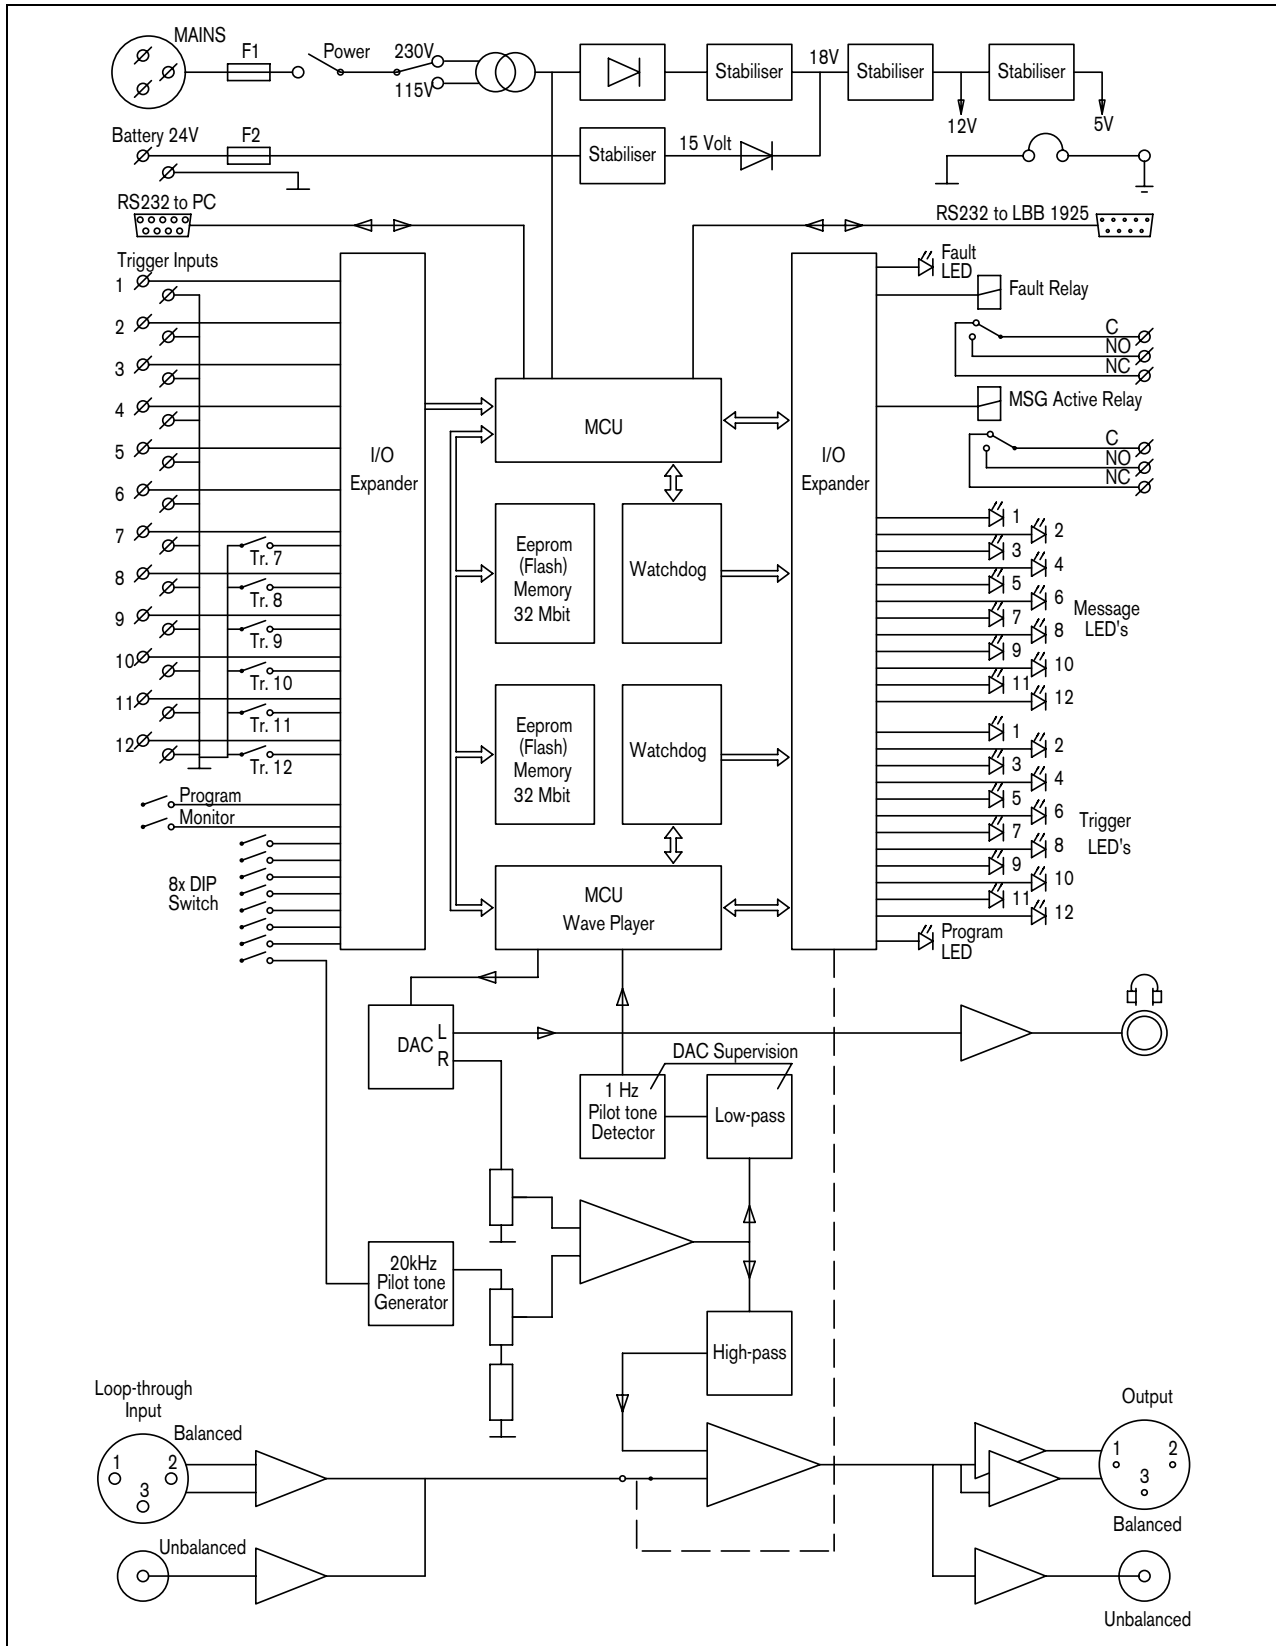 MAINS
F1
Power
230V
115V
Stabiliser
18V
Stabiliser
Stabiliser
12V
5V
Battery 24V
F2
Stabiliser
15 Volt
RS232 to PC
RS232 to LBB 1925
Trigger Inputs
1
2
3
4
5
6
7
8
9
10
11
12
Tr. 7
Tr. 8
Tr. 9
Tr. 10
Tr. 11
Tr. 12
Program
Monitor
8x DIP
Switch
I/O
Expander
MCU
Eeprom
(Flash)
Memory
32 Mbit
Watchdog
Eeprom
(Flash)
Memory
32 Mbit
Watchdog
MCU
Wave Player
I/O
Expander
Fault
LED
Fault Relay
C
NO
NC
MSG Active Relay
C
NO
NC
1
2
3
4
5
6
7
8
9
10
11
12
Message
LED's
1
2
3
4
5
6
7
8
9
10
11
12
Trigger
LED's
Program
LED
DAC
L
R
DAC Supervision
1 Hz
Pilot tone
Detector
Low-pass
20kHz
Pilot tone
Generator
High-pass
Loop-through
Input
Balanced
1
2
3
Unbalanced
Output
1
2
3
Balanced
Unbalanced